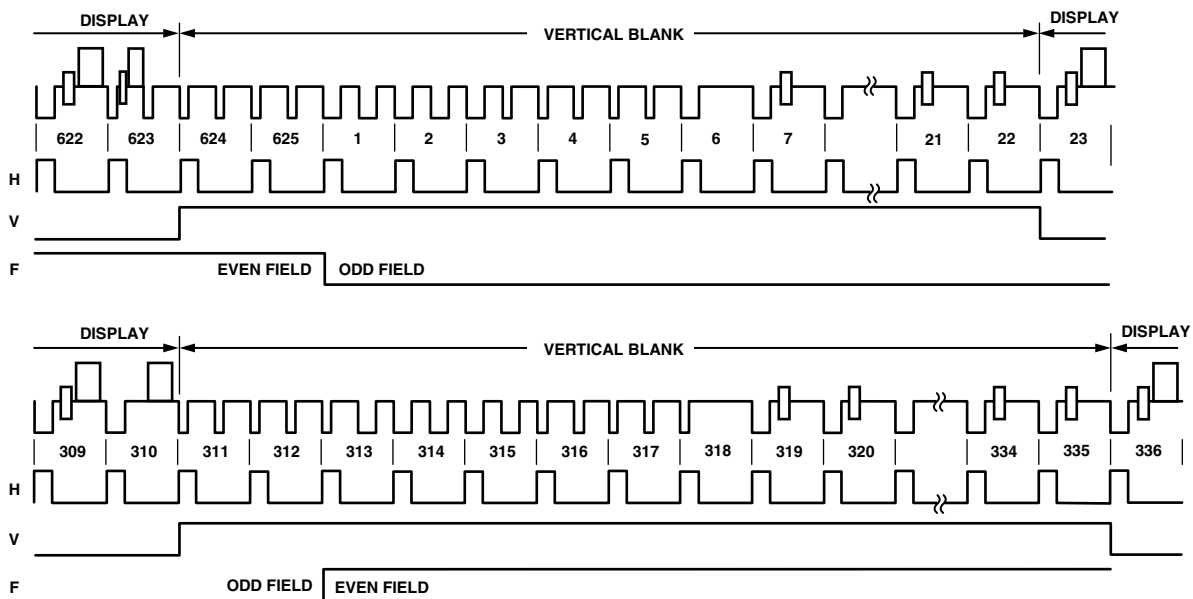 DISPLAY VERTICAL BLANK DISPLAY
622 623 624 625 1 2 3 4 5 6 7 21 22 23
H
V
F EVEN FIELD ODD FIELD
DISPLAY VERTICAL BLANK DISPLAY
309 310 311 312 313 314 315 316 317 318 319 320 334 335 336
H
V
F ODD FIELD EVEN FIELD